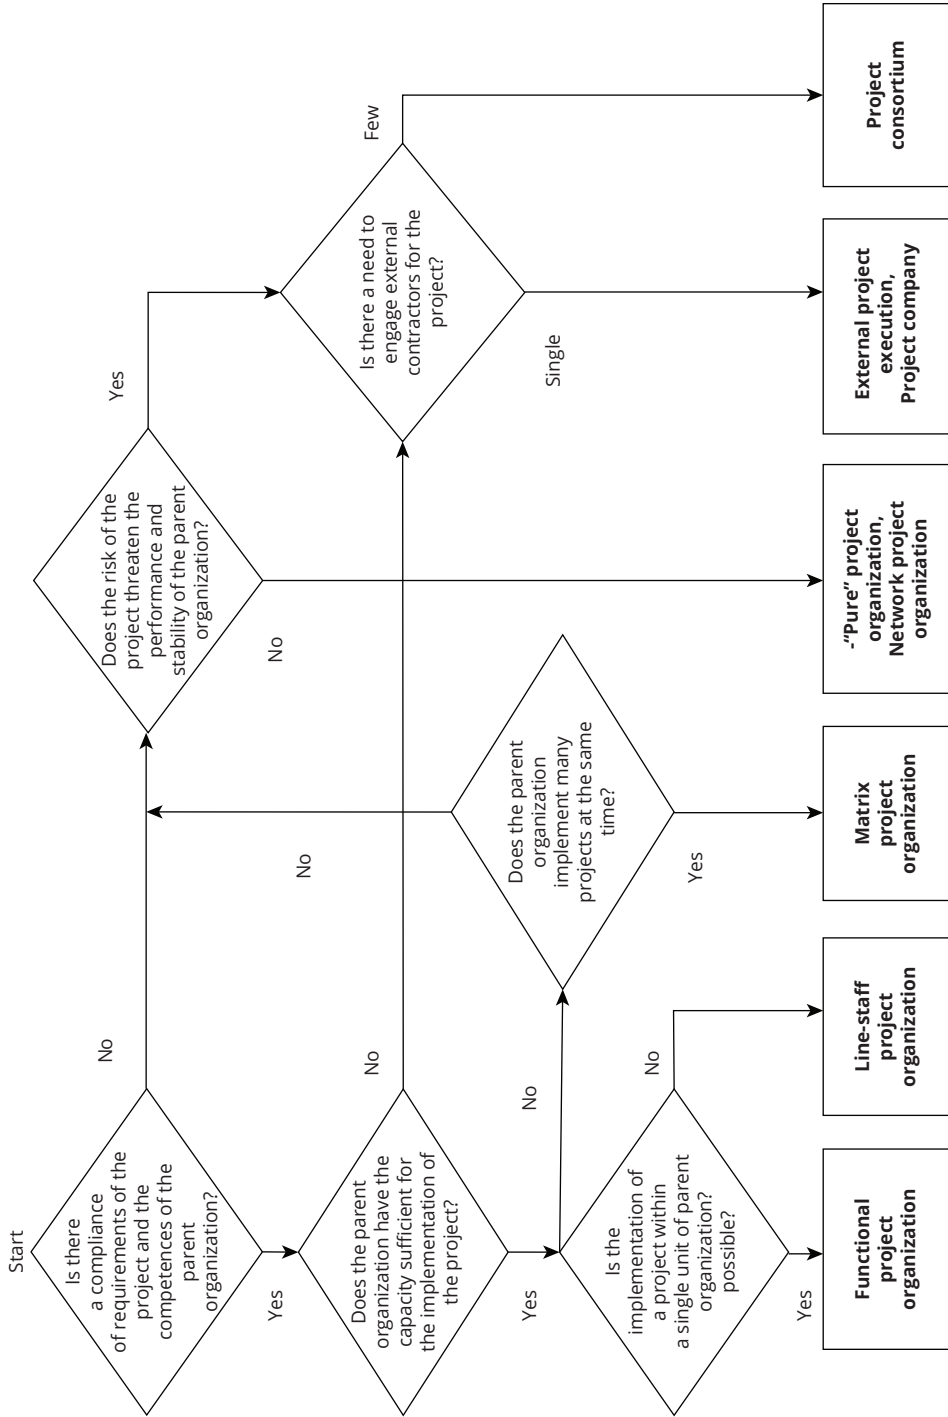 Start
Is there
a compliance
of requirements of the
project and the
competences of the
parent
organization?
No
Yes
Does the risk of the
project threaten the
performance and
stability of the parent
organization?
Yes
No
Does the parent
organization have the
capacity sufficient for
the implementation of
the project?
No
Yes
Is there a need to
engage external
contractors for the
project?
Few
Single
Is the
implementation of
a project within
a single unit of parent
organization?
possible?
No
Yes
No
Does the parent
organization
implement many
projects at the same
time?
No
Yes
Functional
project
organization
Line-staff
project
organization
Matrix
project
organization
-“Pure” project
organization,
Network project
organization
External project
execution,
Project company
Project
consortium